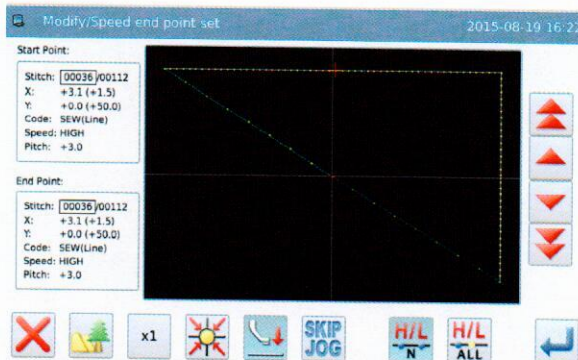 Modify/Speed end point set
2015-08-19 16:22
Start Point:
Stitch: 00036/00112
X: +3.1 (+1.5)
Y: +0.0 (+50.0)
Code: SEW(Line)
Speed: HIGH
Pitch: +3.0
End Point:
Stitch: 00036/00112
X: +3.1 (+1.5)
Y: +0.0 (+50.0)
Code: SEW(Line)
Speed: HIGH
Pitch: +3.0
x1
SKIP
JOG
H/L
N
H/L
ALL